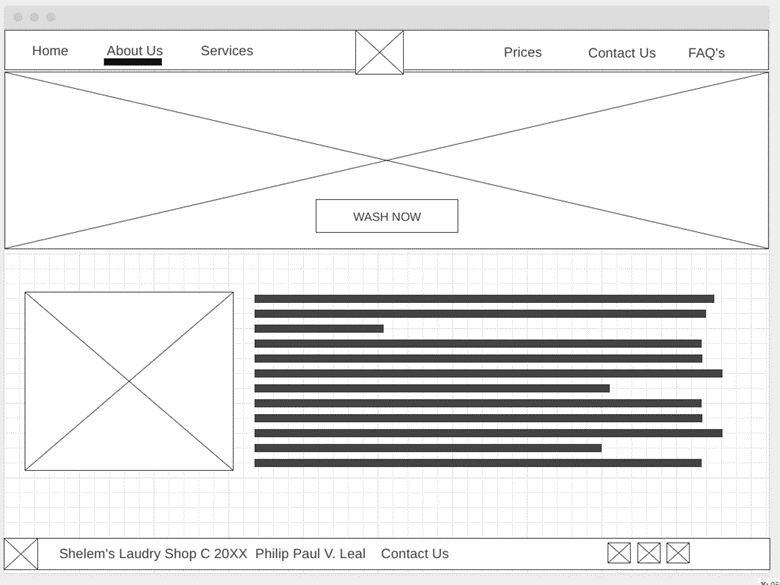 Home About Us Services Prices Contact Us FAQ's
WASH NOW
Shelem's Laudry Shop C 20XX Philip Paul V. Leal Contact Us